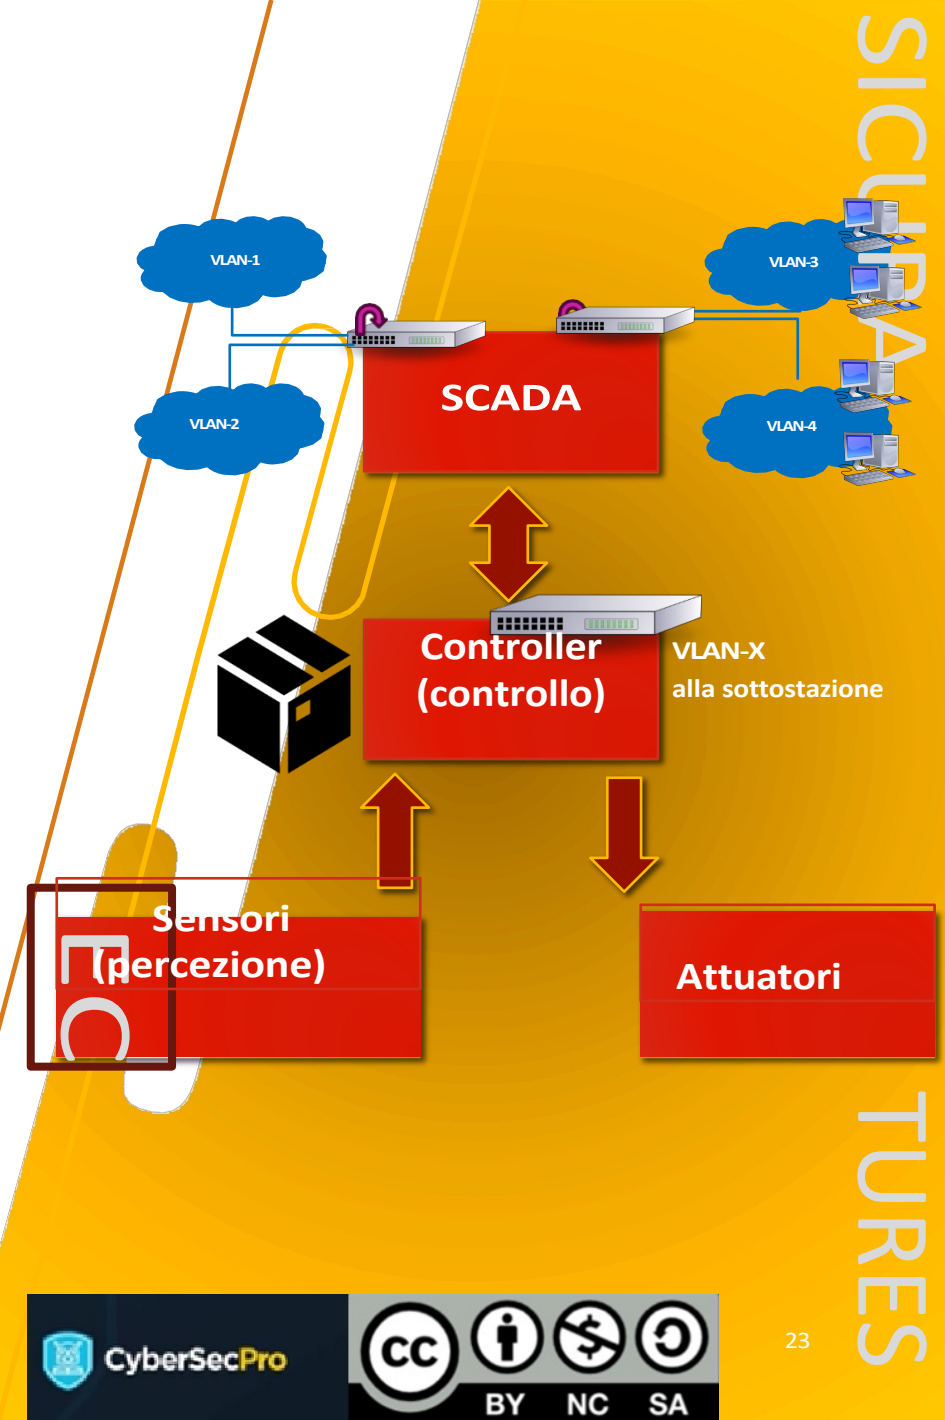 SICURA
VLAN-1
VLAN-3
SCADA
VLAN-2
VLAN-4
Controller
(controllo)
VLAN-X
alla sottostazione
Sensori
(percezione)
EC
Attuatori
TURES
CyberSecPro
cc
BY NC SA
23